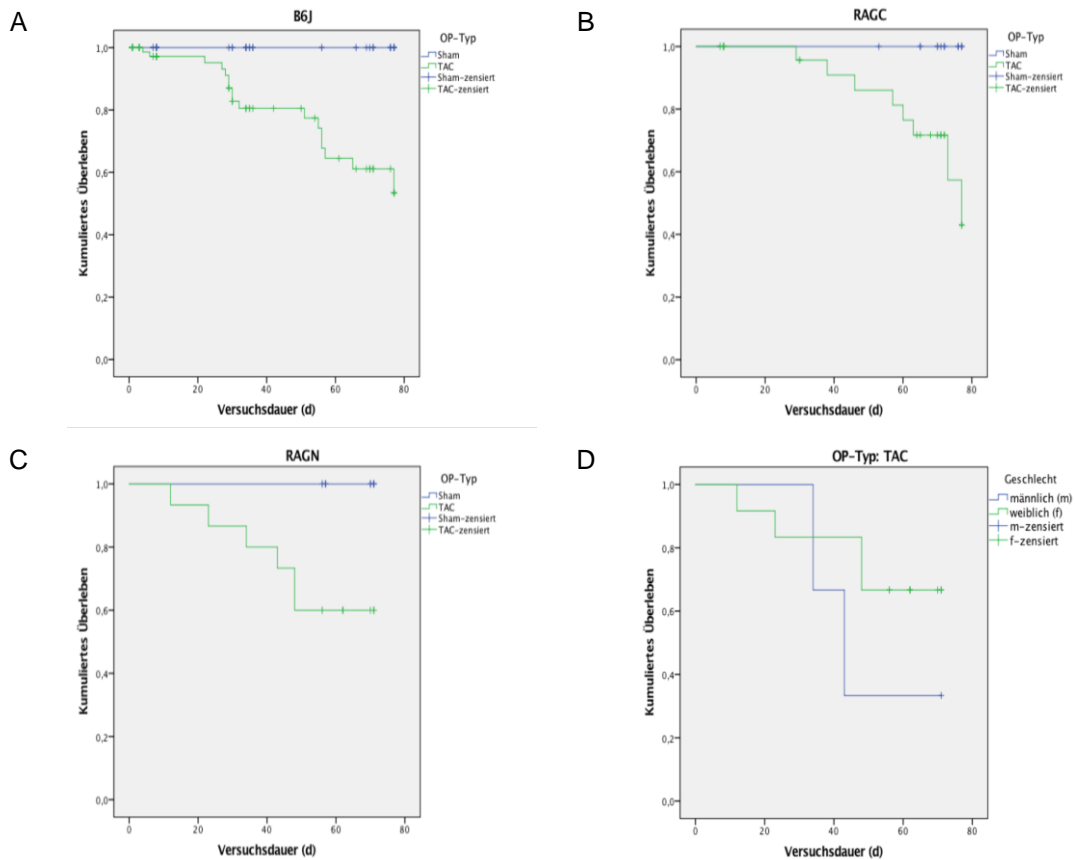 A
B6J
OP-Typ
Sham
TAC
Sham-zensiert
TAC-zensiert
1,0
0,8
0,6
0,4
0,2
0,0
Kumuliertes Überleben
0 20 40 60 80
Versuchsdauer (d)
B
RAGC
OP-Typ
Sham
TAC
Sham-zensiert
TAC-zensiert
1,0
0,8
0,6
0,4
0,2
0,0
Kumuliertes Überleben
0 20 40 60 80
Versuchsdauer (d)
C
RAGN
OP-Typ
Sham
TAC
Sham-zensiert
TAC-zensiert
1,0
0,8
0,6
0,4
0,2
0,0
Kumuliertes Überleben
0 20 40 60 80
Versuchsdauer (d)
D
OP-Typ: TAC
Geschlecht
männlich (m)
weiblich (f)
m-zensiert
f-zensiert
1,0
0,8
0,6
0,4
0,2
0,0
Kumuliertes Überleben
0 20 40 60 80
Versuchsdauer (d)